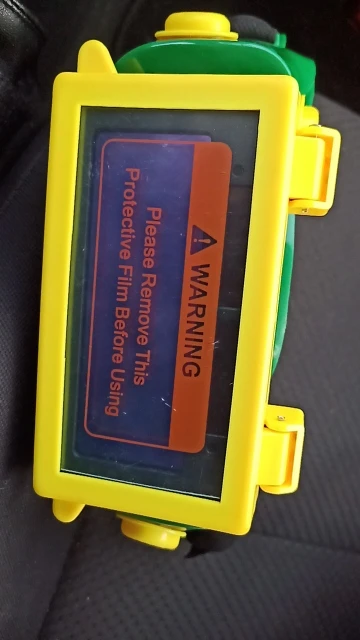 ⚠ WARNING
Please Remove This
Protective Film Before Using